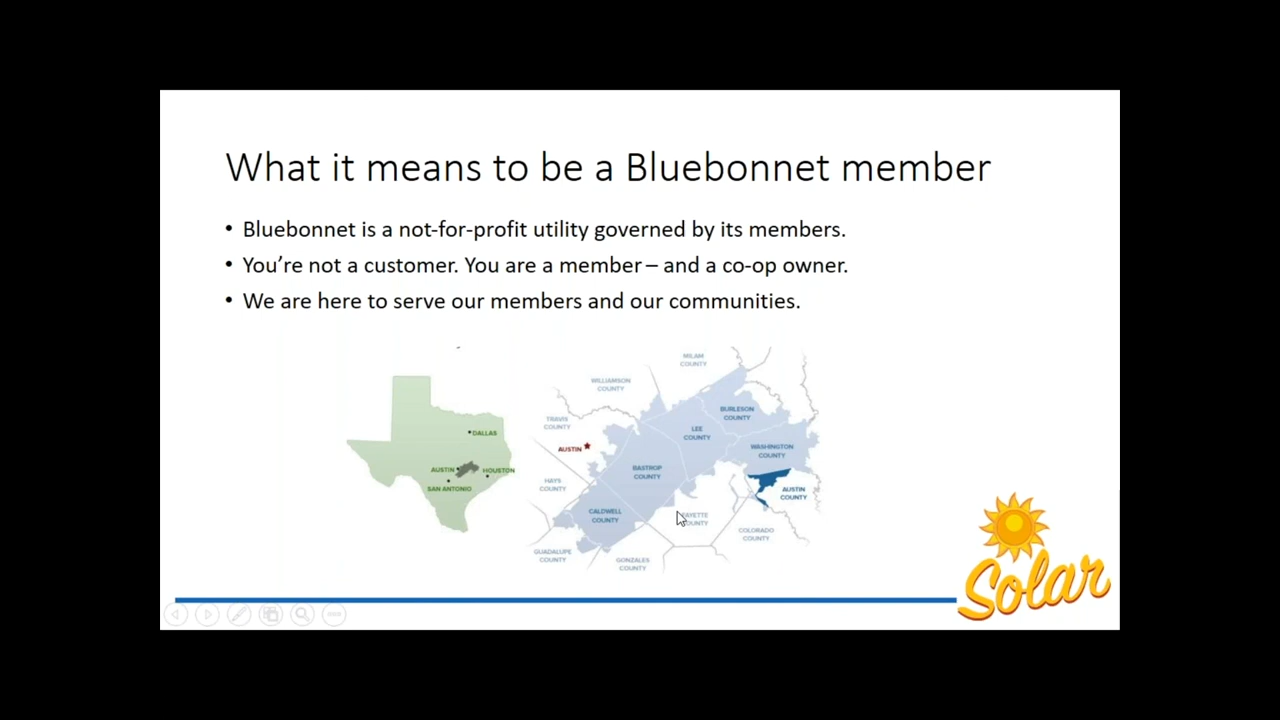 What it means to be a Bluebonnet member
• Bluebonnet is a not-for-profit utility governed by its members.
• You’re not a customer. You are a member – and a co-op owner.
• We are here to serve our members and our communities.
DALLAS
AUSTIN
HOUSTON
SAN ANTONIO
MILAM
COUNTY
WILLIAMSON
COUNTY
BURLESON
COUNTY
TRAVIS
COUNTY
LEE
COUNTY
AUSTIN
WASHINGTON
COUNTY
BASTROP
COUNTY
HAYS
COUNTY
AUSTIN
COUNTY
CALDWELL
COUNTY
COLORADO
COUNTY
GUADALUPE
COUNTY
GONZALES
COUNTY
Solar